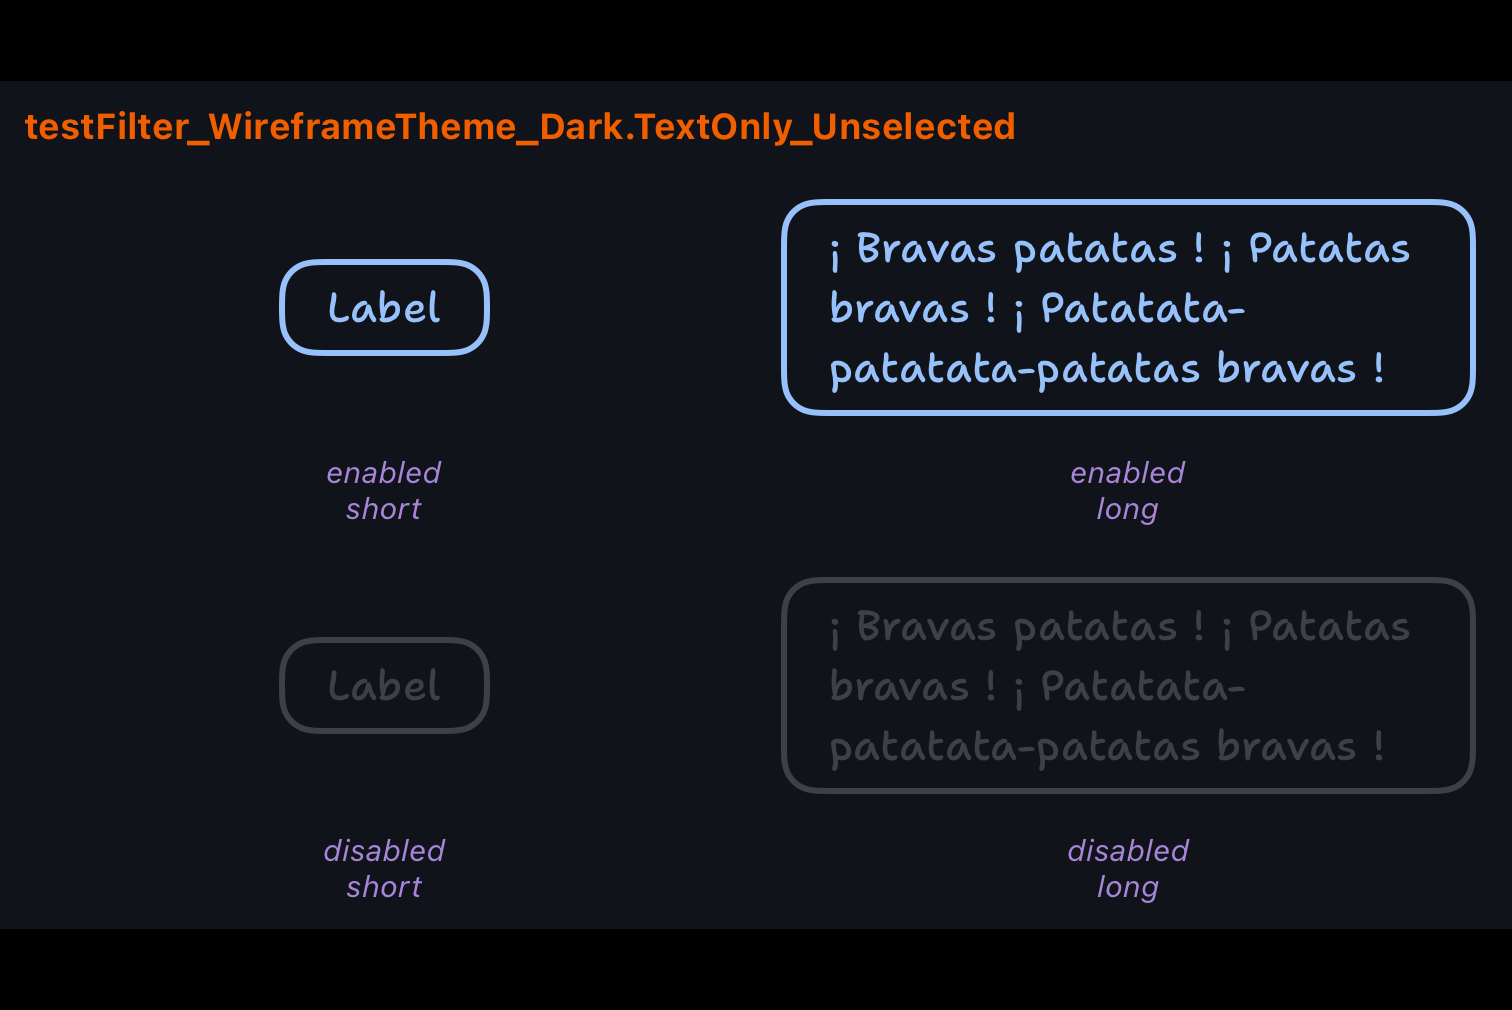 testFilter_WireframeTheme_Dark.TextOnly_Unselected
Label
enabled
short
¡ Bravas patatas ! ¡ Patatas
bravas ! ¡ Patatata-
patatata-patatas bravas !
enabled
long
Label
disabled
short
¡ Bravas patatas ! ¡ Patatas
bravas ! ¡ Patatata-
patatata-patatas bravas !
disabled
long